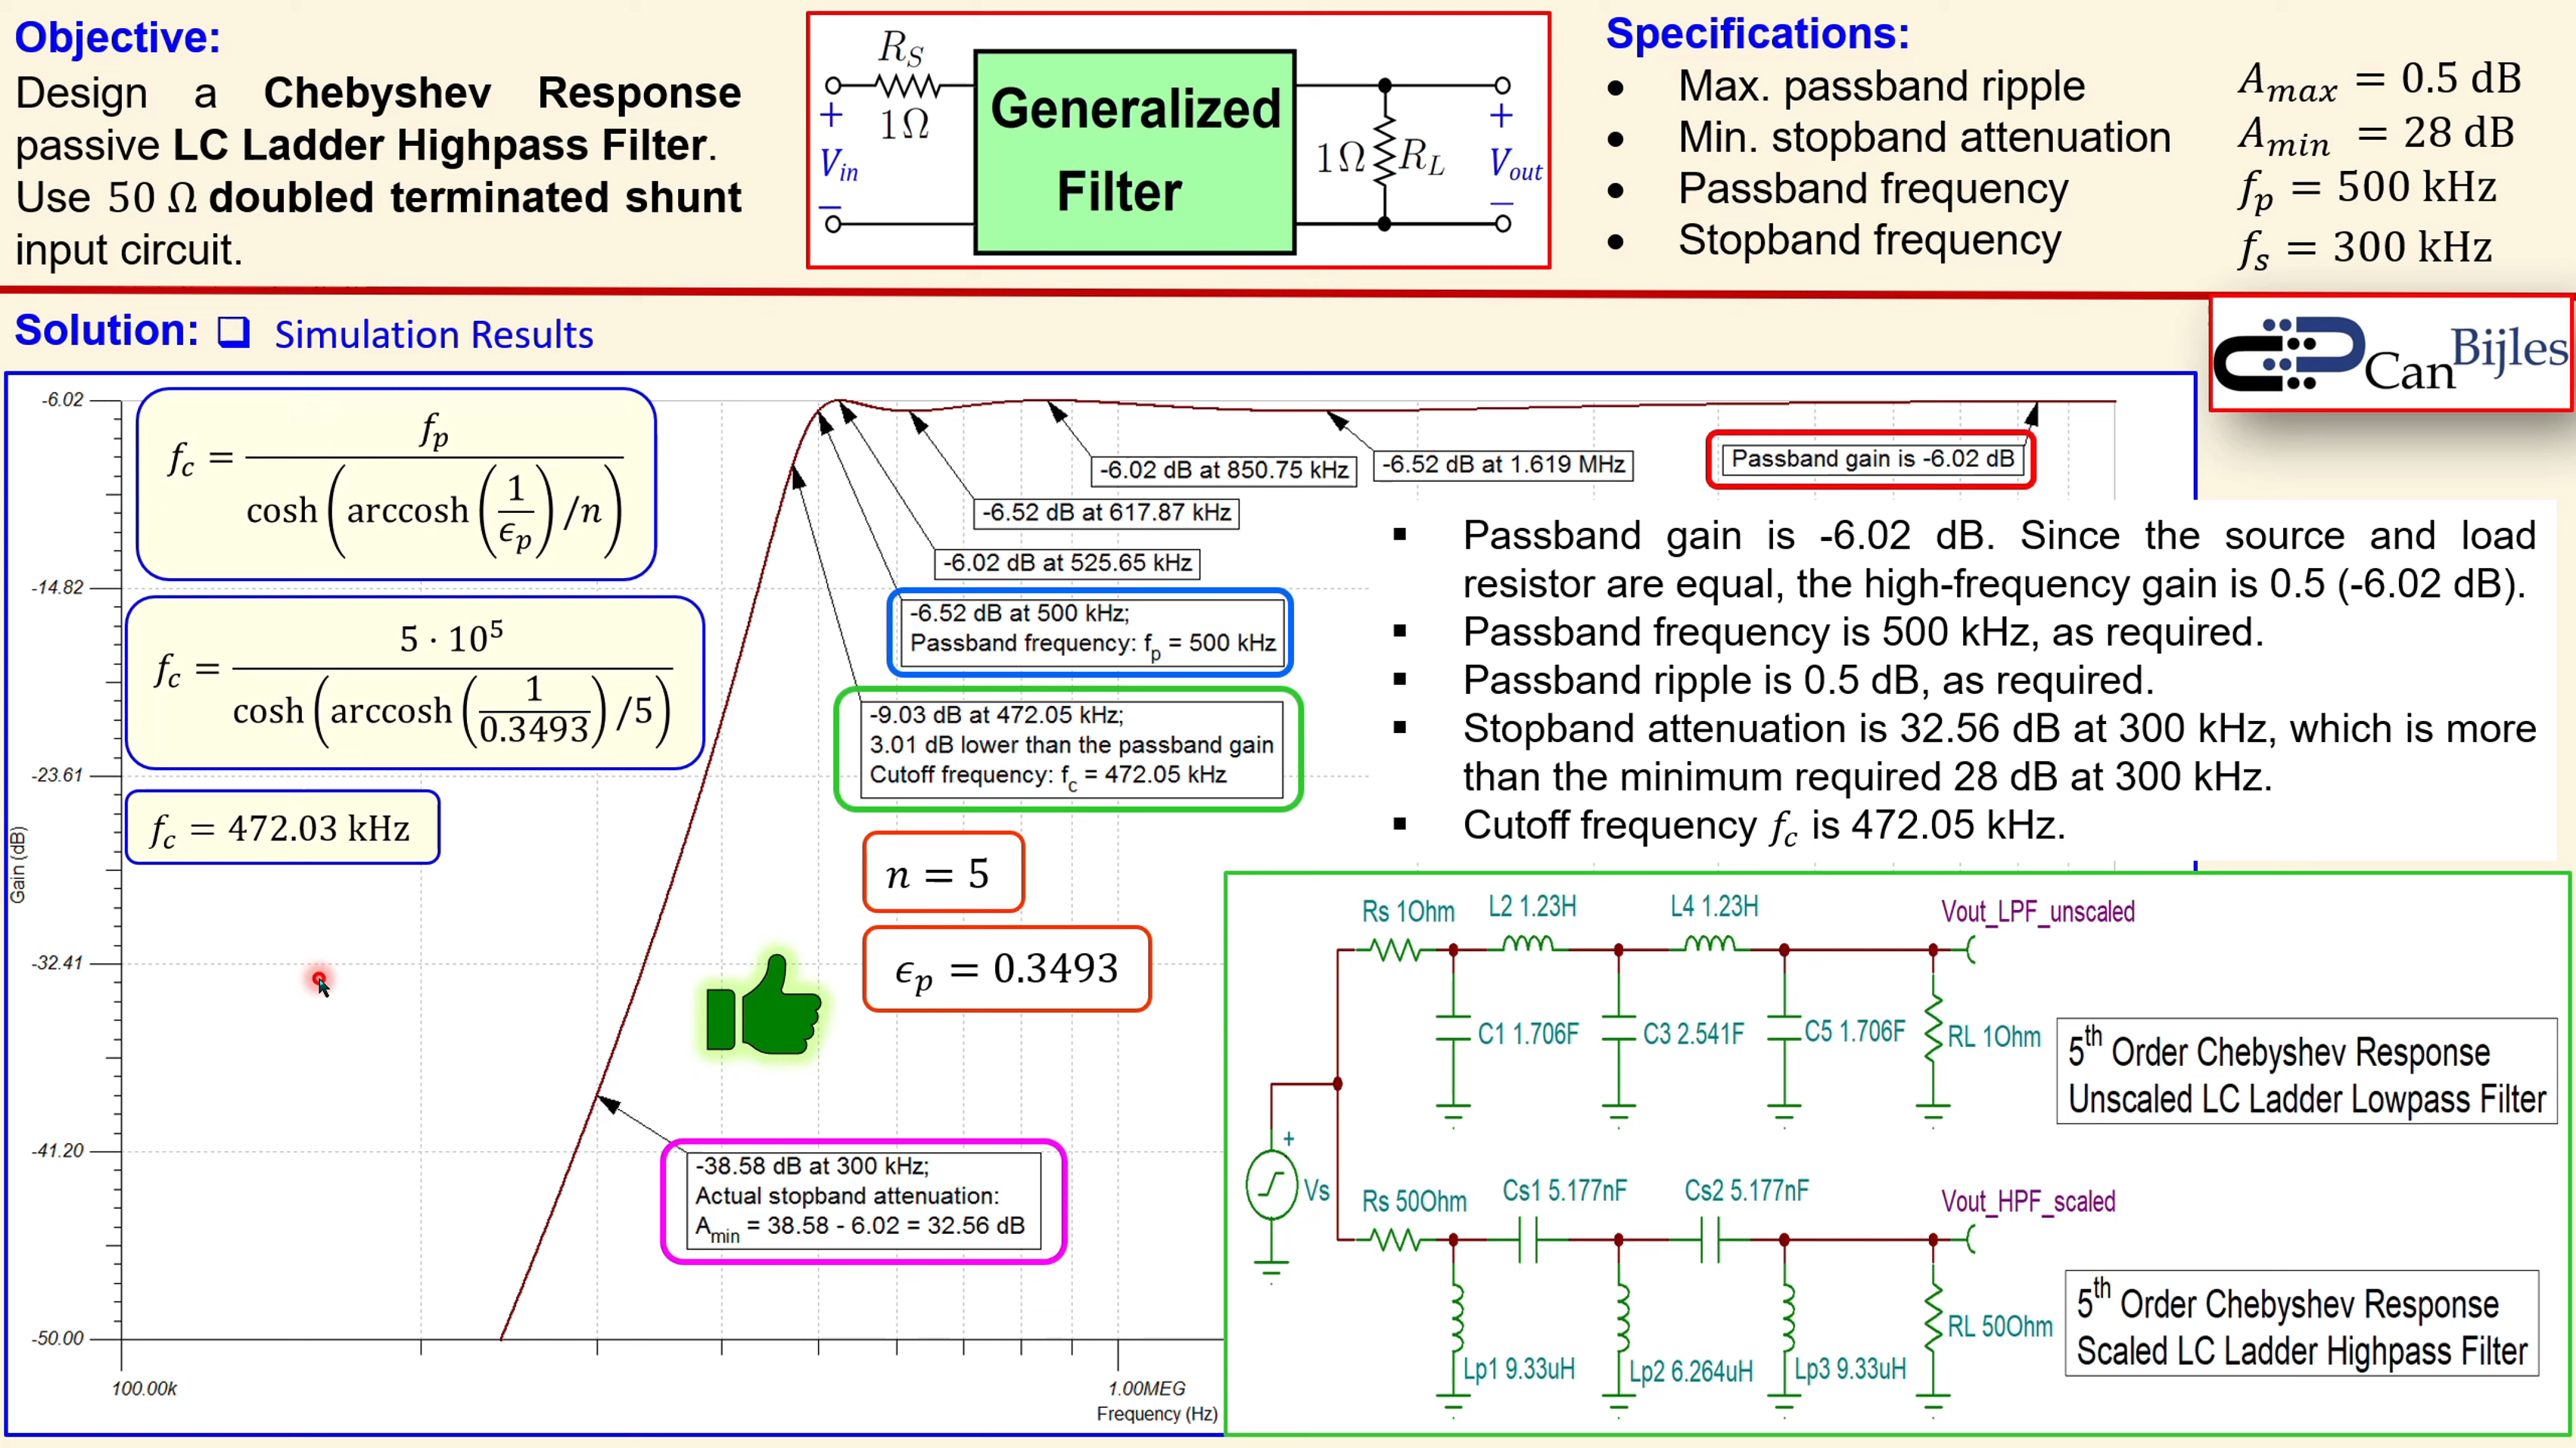 Objective:
Design a Chebyshev Response
passive LC Ladder Highpass Filter.
Use 50 Ω doubled terminated shunt
input circuit.
R_S
1Ω
+
V_in
−
Generalized
Filter
1Ω R_L
+
V_out
−
Specifications:
• Max. passband ripple A_max = 0.5 dB
• Min. stopband attenuation A_min = 28 dB
• Passband frequency f_p = 500 kHz
• Stopband frequency f_s = 300 kHz
Solution: ❑ Simulation Results
Can Bijles
-6.02
-14.82
-23.61
-32.41
-41.20
-50.00
Gain (dB)
100.00k
1.00MEG
Frequency (Hz)
f_c = f_p / cosh(arccosh(1/ϵ_p)/n)
f_c = 5 · 10^5 / cosh(arccosh(1/0.3493)/5)
f_c = 472.03 kHz
-6.02 dB at 850.75 kHz
-6.52 dB at 1.619 MHz
Passband gain is -6.02 dB
-6.52 dB at 617.87 kHz
-6.02 dB at 525.65 kHz
-6.52 dB at 500 kHz;
Passband frequency: f_p = 500 kHz
-9.03 dB at 472.05 kHz;
3.01 dB lower than the passband gain
Cutoff frequency: f_c = 472.05 kHz
n = 5
ϵ_p = 0.3493
-38.58 dB at 300 kHz;
Actual stopband attenuation:
A_min = 38.58 - 6.02 = 32.56 dB
▪ Passband gain is -6.02 dB. Since the source and load
resistor are equal, the high-frequency gain is 0.5 (-6.02 dB).
▪ Passband frequency is 500 kHz, as required.
▪ Passband ripple is 0.5 dB, as required.
▪ Stopband attenuation is 32.56 dB at 300 kHz, which is more
than the minimum required 28 dB at 300 kHz.
▪ Cutoff frequency f_c is 472.05 kHz.
Rs 1Ohm
L2 1.23H
L4 1.23H
Vout_LPF_unscaled
C1 1.706F
C3 2.541F
C5 1.706F
RL 1Ohm
5th Order Chebyshev Response
Unscaled LC Ladder Lowpass Filter
+
Vs
Rs 50Ohm
Cs1 5.177nF
Cs2 5.177nF
Vout_HPF_scaled
Lp1 9.33uH
Lp2 6.264uH
Lp3 9.33uH
RL 50Ohm
5th Order Chebyshev Response
Scaled LC Ladder Highpass Filter